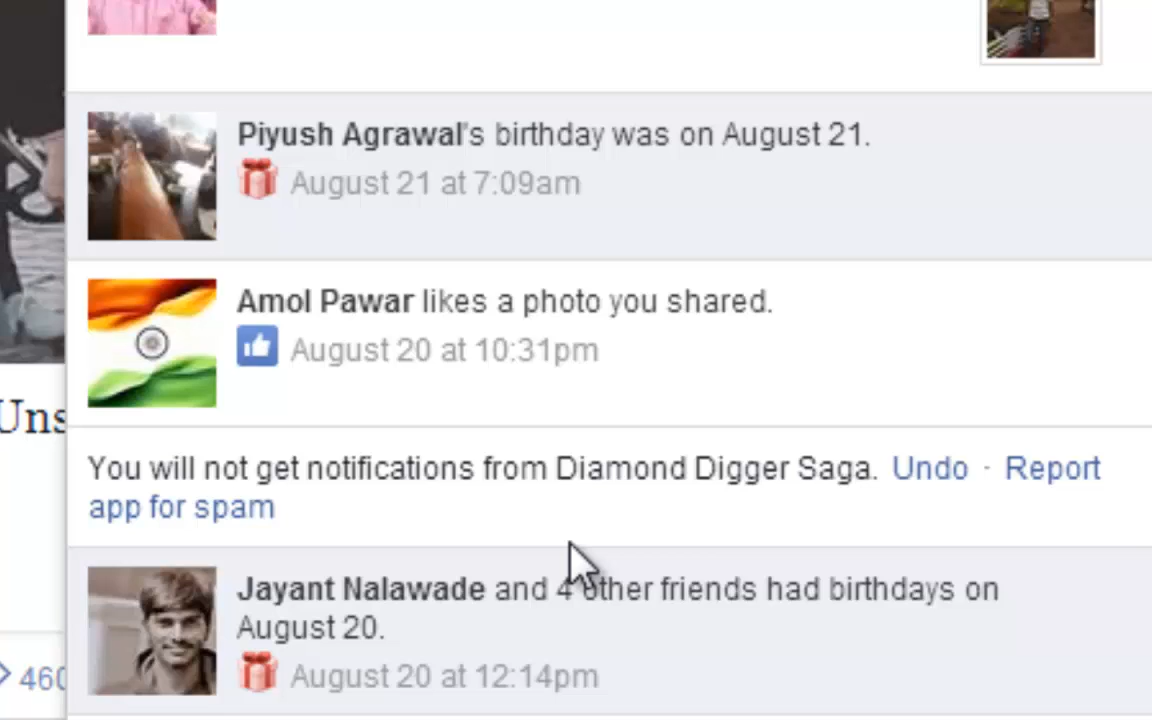 Piyush Agrawal's birthday was on August 21.
August 21 at 7:09am
Amol Pawar likes a photo you shared.
August 20 at 10:31pm
Uns
You will not get notifications from Diamond Digger Saga. Undo · Report
app for spam
Jayant Nalawade and 4 other friends had birthdays on
August 20.
August 20 at 12:14pm
460